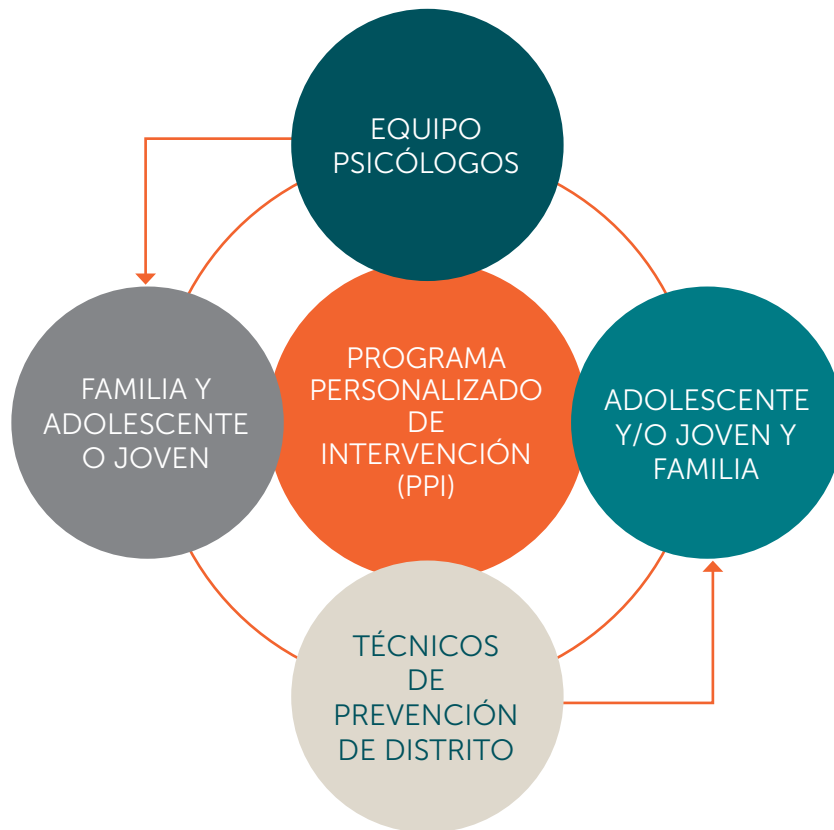 EQUIPO
PSICÓLOGOS
FAMILIA Y
ADOLESCENTE
O JOVEN
PROGRAMA
PERSONALIZADO
DE
INTERVENCIÓN
(PPI)
ADOLESCENTE
Y/O JOVEN Y
FAMILIA
TÉCNICOS
DE
PREVENCIÓN
DE DISTRITO